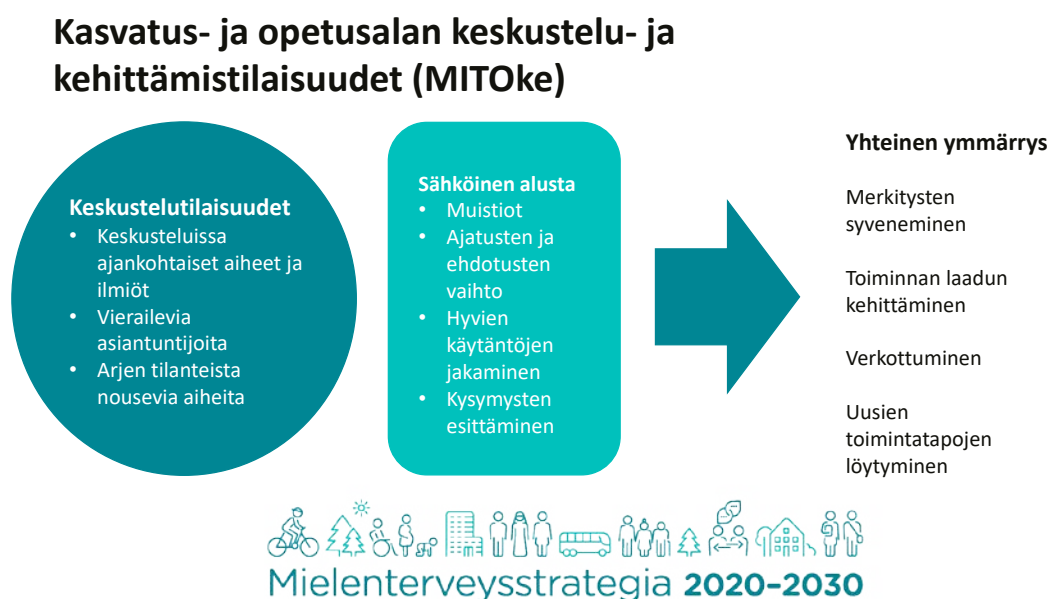 Kasvatus- ja opetusalan keskustelu- ja
kehittämistilaisuudet (MITOke)
Keskustelutilaisuudet
• Keskusteluissa
ajankohtaiset aiheet ja
ilmiöt
• Vierailevia
asiantuntijoita
• Arjen tilanteista
nousevia aiheita
Sähköinen alusta
• Muistiot
• Ajatusten ja
ehdotusten
vaihto
• Hyvien
käytäntöjen
jakaminen
• Kysymysten
esittäminen
Yhteinen ymmärrys
Merkitysten
syveneminen
Toiminnan laadun
kehittäminen
Verkottuminen
Uusien
toimintatapojen
löytyminen
Mielenterveysstrategia 2020–2030